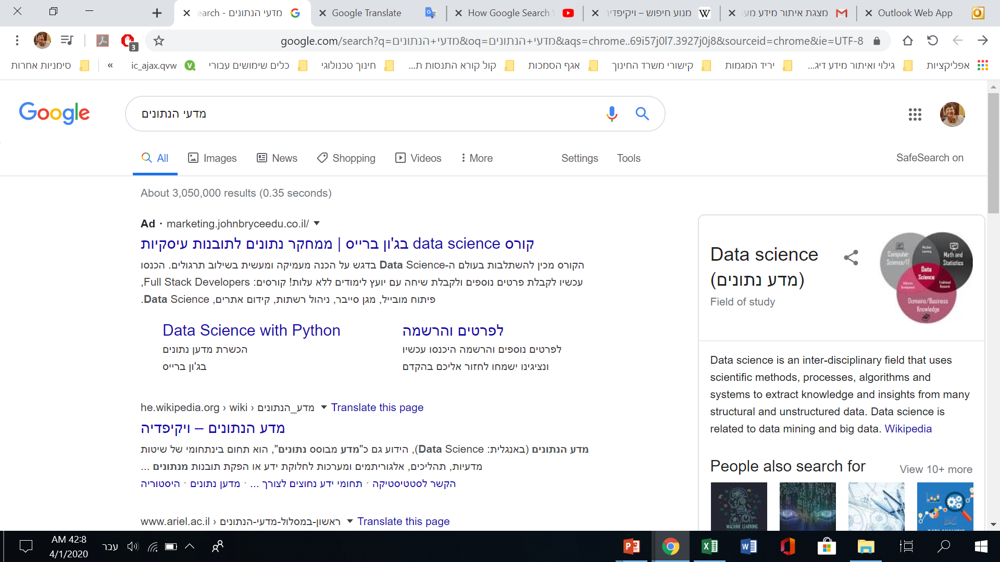 מדעי הנתונים - earch
Google Translate
How Google Search
מנוע חיפוש – ויקיפדיה
מצגת איתור מידע
Outlook Web App
google.com/search?q=מדעי+הנתונים&oq=מדעי+הנתונים&aqs=chrome..69i57j0l7.3927j0j8&sourceid=chrome&ie=UTF-8
3
אפליקציות
גילוי ואיתור מידע דיג...
יריד המגמות
קישורי משרד החינוך
אגף הסמכות
קול קורא התנסות ת...
חינוך טכנולוגי
כלים שימושים עבורי
ic_ajax.qvw
»
סימניות אחרות
Google
מדעי הנתונים
All
Images
News
Shopping
Videos
More
Settings
Tools
SafeSearch on
About 3,050,000 results (0.35 seconds)
Ad · marketing.johnbryceedu.co.il/
קורס data science בג'ון ברייס | ממחקר נתונים לתובנות עיסקיות
הקורס מכין להשתלבות בעולם ה-Data Science בדגש על הכנה מעמיקה ומעשית בשילוב תרגולים. הכנסו
עכשיו לקבלת פרטים נוספים ולקבלת שיחה עם יועץ לימודים ללא עלות! קורסים: Full Stack Developers,
פיתוח מובייל, מגן סייבר, ניהול רשתות, קידום אתרים, Data Science.
Data Science with Python
הכשרת מדען נתונים
בג'ון ברייס
לפרטים והרשמה
לפרטים נוספים והרשמה היכנסו עכשיו
ונציגינו ישמחו לחזור אליכם בהקדם
he.wikipedia.org › wiki › מדע_הנתונים
Translate this page
מדע הנתונים – ויקיפדיה
מדע הנתונים (באנגלית: Data Science), הידוע גם כ"מדע מבוסס נתונים", הוא תחום בינתחומי של שיטות
מדעיות, תהליכים, אלגוריתמים ומערכות לחלוקת ידע או הפקת תובנות מנתונים ...
הקשר לסטטיסטיקה · תחומי ידע נחוצים לצורך ... · מדען נתונים · היסטוריה
www.ariel.ac.il › ראשון-במסלול-מדעי-הנתונים
Translate this page
Data science
(מדע נתונים)
Field of study
Computer
Science/IT
Machine
Learning
Math and
Statistics
Data
Science
Software
Development
Traditional
Research
Domains/Business
Knowledge
Data science is an inter-disciplinary field that uses
scientific methods, processes, algorithms and
systems to extract knowledge and insights from many
structural and unstructured data. Data science is
related to data mining and big data. Wikipedia
People also search for
View 10+ more
MACHINE LEARNING
AM 42:8
4/1/2020
עבר